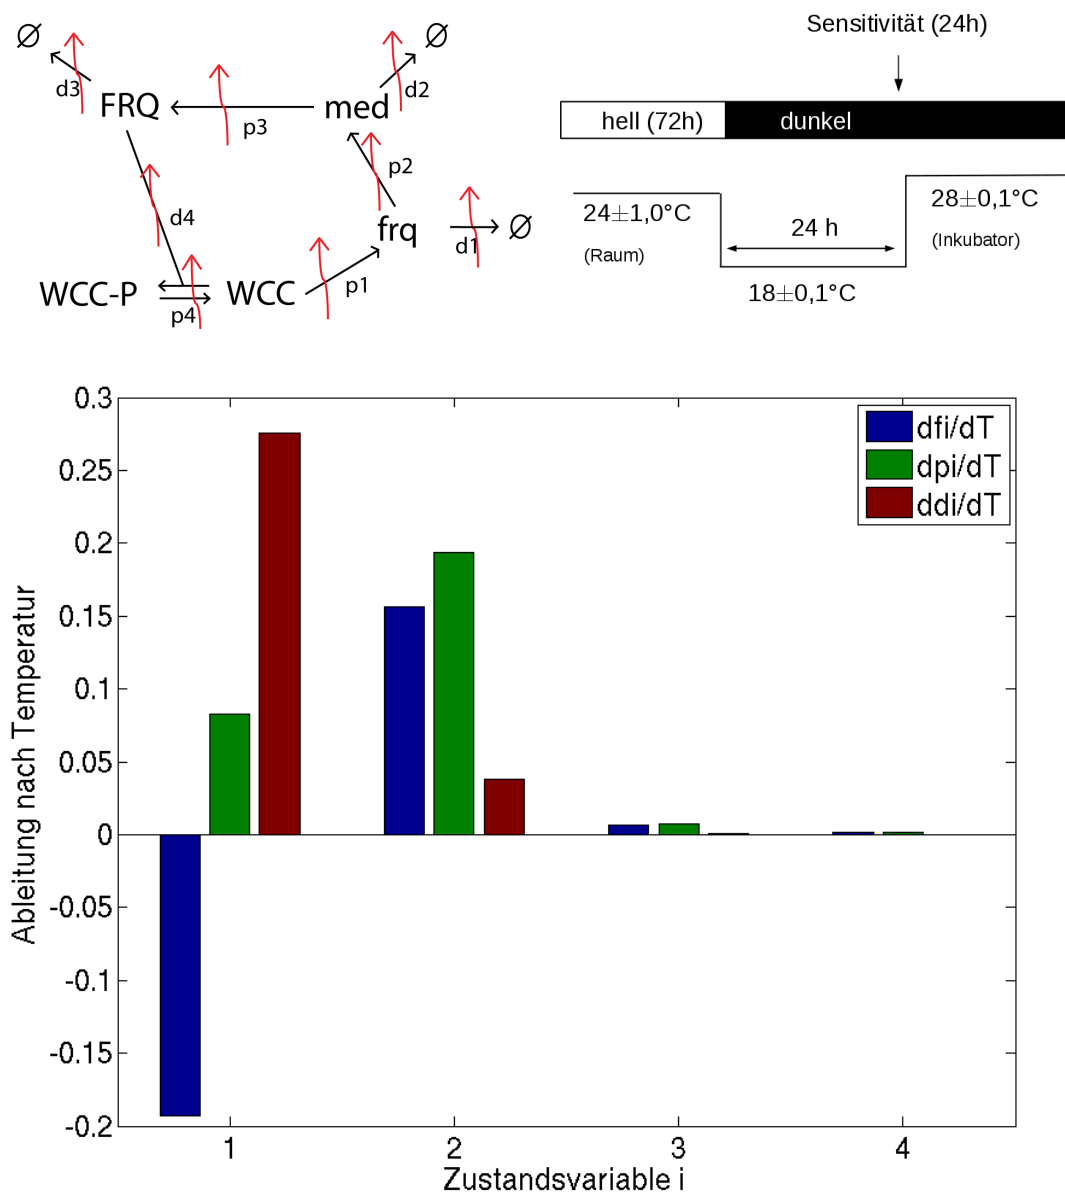 Ø
Ø
d3
FRQ
med
d2
p3
p2
d4
frq
Ø
d1
WCC-P
WCC
p1
p4
Sensitivität (24h)
hell (72h)
dunkel
24±1,0°C
28±0,1°C
24 h
(Raum)
(Inkubator)
18±0,1°C
0.3
0.25
0.2
0.15
0.1
0.05
0
-0.05
-0.1
-0.15
-0.2
Ableitung nach Temperatur
dfi/dT
dpi/dT
ddi/dT
1 2 3 4
Zustandsvariable i